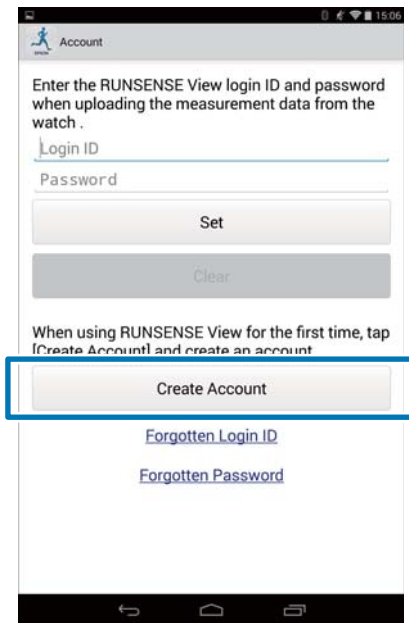 15:06
Account
Enter the RUNSENSE View login ID and password
when uploading the measurement data from the
watch .
Login ID
Password
Set
Clear
When using RUNSENSE View for the first time, tap
[Create Account] and create an account
Create Account
Forgotten Login ID
Forgotten Password